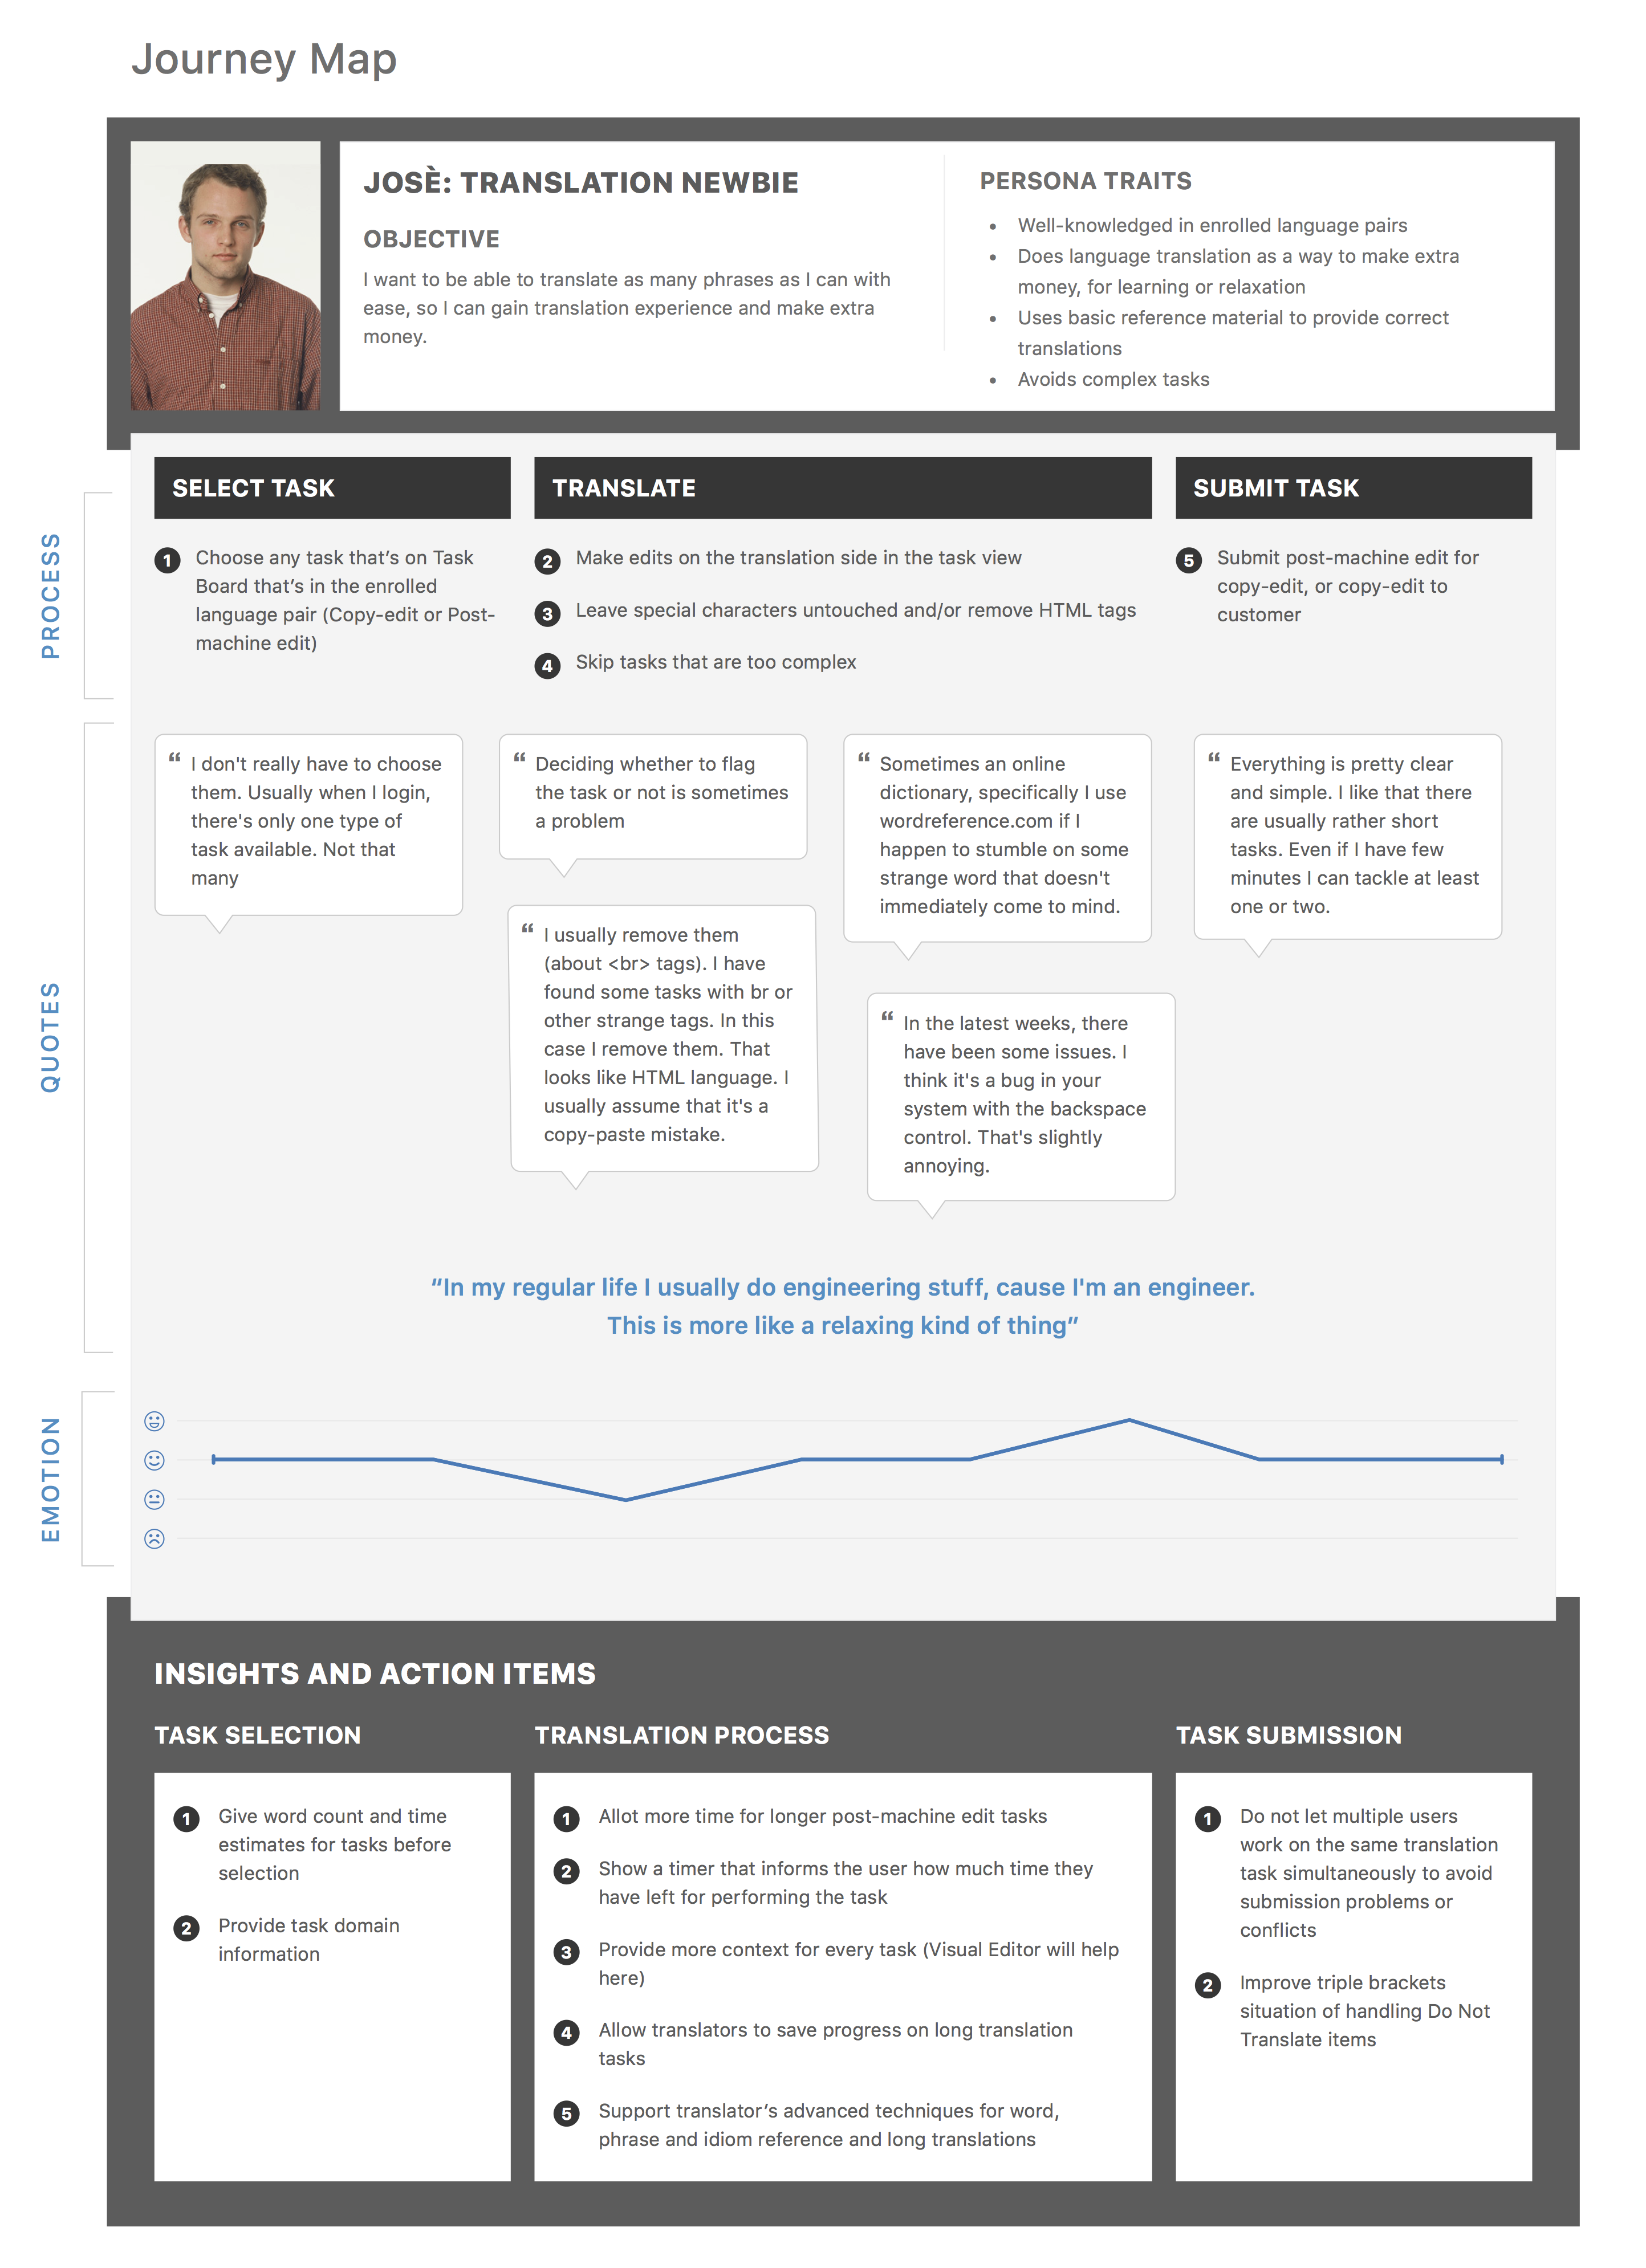 Journey Map
JOSÈ: TRANSLATION NEWBIE
OBJECTIVE
I want to be able to translate as many phrases as I can with
ease, so I can gain translation experience and make extra
money.
PERSONA TRAITS
• Well-knowledged in enrolled language pairs
• Does language translation as a way to make extra
money, for learning or relaxation
• Uses basic reference material to provide correct
translations
• Avoids complex tasks
PROCESS
SELECT TASK
1 Choose any task that’s on Task
Board that’s in the enrolled
language pair (Copy-edit or Post-
machine edit)
TRANSLATE
2 Make edits on the translation side in the task view
3 Leave special characters untouched and/or remove HTML tags
4 Skip tasks that are too complex
SUBMIT TASK
5 Submit post-machine edit for
copy-edit, or copy-edit to
customer
QUOTES
“ I don't really have to choose
them. Usually when I login,
there's only one type of
task available. Not that
many
“ Deciding whether to flag
the task or not is sometimes
a problem
“ I usually remove them
(about <br> tags). I have
found some tasks with br or
other strange tags. In this
case I remove them. That
looks like HTML language. I
usually assume that it's a
copy-paste mistake.
“ Sometimes an online
dictionary, specifically I use
wordreference.com if I
happen to stumble on some
strange word that doesn't
immediately come to mind.
“ In the latest weeks, there
have been some issues. I
think it's a bug in your
system with the backspace
control. That's slightly
annoying.
“ Everything is pretty clear
and simple. I like that there
are usually rather short
tasks. Even if I have few
minutes I can tackle at least
one or two.
“In my regular life I usually do engineering stuff, cause I'm an engineer.
This is more like a relaxing kind of thing”
EMOTION
INSIGHTS AND ACTION ITEMS
TASK SELECTION
1 Give word count and time
estimates for tasks before
selection
2 Provide task domain
information
TRANSLATION PROCESS
1 Allot more time for longer post-machine edit tasks
2 Show a timer that informs the user how much time they
have left for performing the task
3 Provide more context for every task (Visual Editor will help
here)
4 Allow translators to save progress on long translation
tasks
5 Support translator’s advanced techniques for word,
phrase and idiom reference and long translations
TASK SUBMISSION
1 Do not let multiple users
work on the same translation
task simultaneously to avoid
submission problems or
conflicts
2 Improve triple brackets
situation of handling Do Not
Translate items